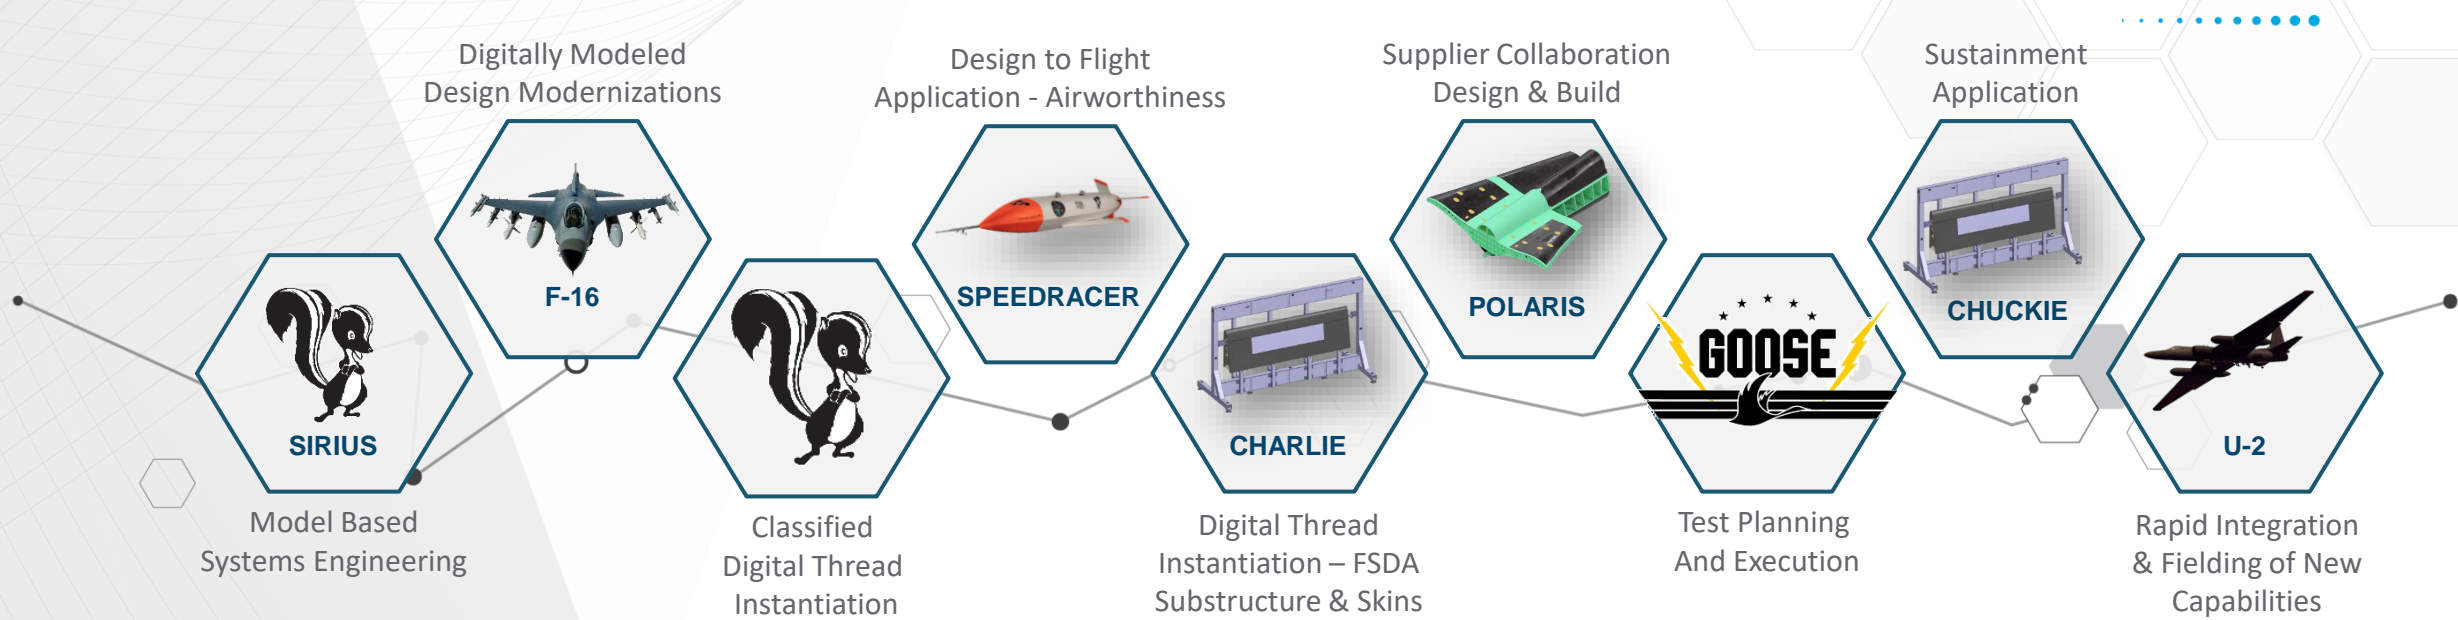 Digitally Modeled
Design Modernizations
F-16
Design to Flight
Application - Airworthiness
SPEEDRACER
Supplier Collaboration
Design & Build
POLARIS
Sustainment
Application
CHUCKIE
SIRIUS
Model Based
Systems Engineering
Classified
Digital Thread
Instantiation
CHARLIE
Digital Thread
Instantiation – FSDA
Substructure & Skins
GOOSE
Test Planning
And Execution
U-2
Rapid Integration
& Fielding of New
Capabilities